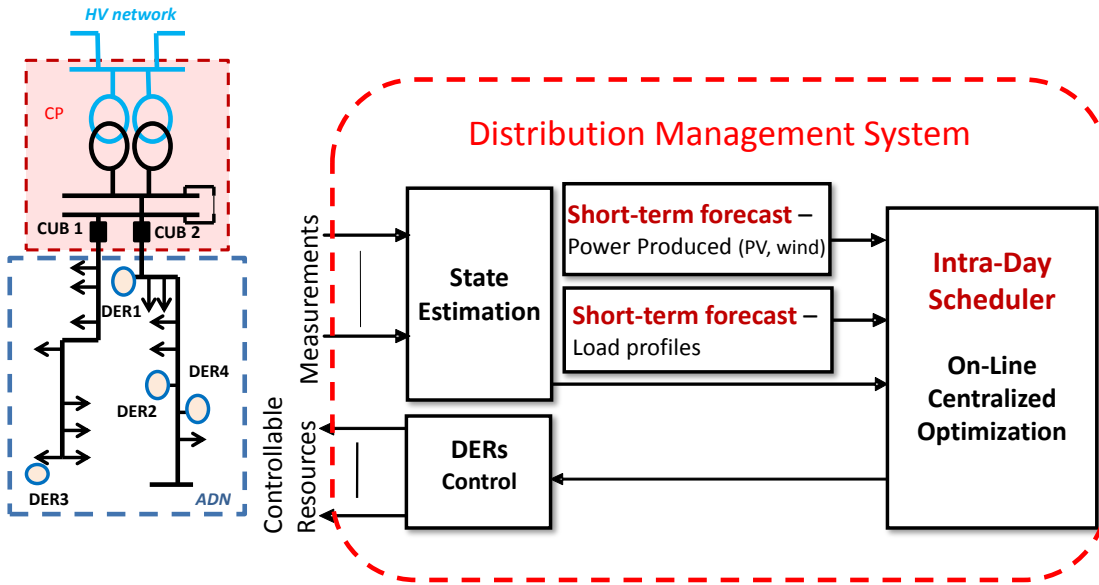 HV network
CP
CUB 1
CUB 2
DER1
DER4
DER2
DER3
ADN
Distribution Management System
Measurements
Controllable
Resources
State
Estimation
Short-term forecast –
Power Produced (PV, wind)
Short-term forecast –
Load profiles
DERs
Control
Intra-Day
Scheduler
On-Line
Centralized
Optimization